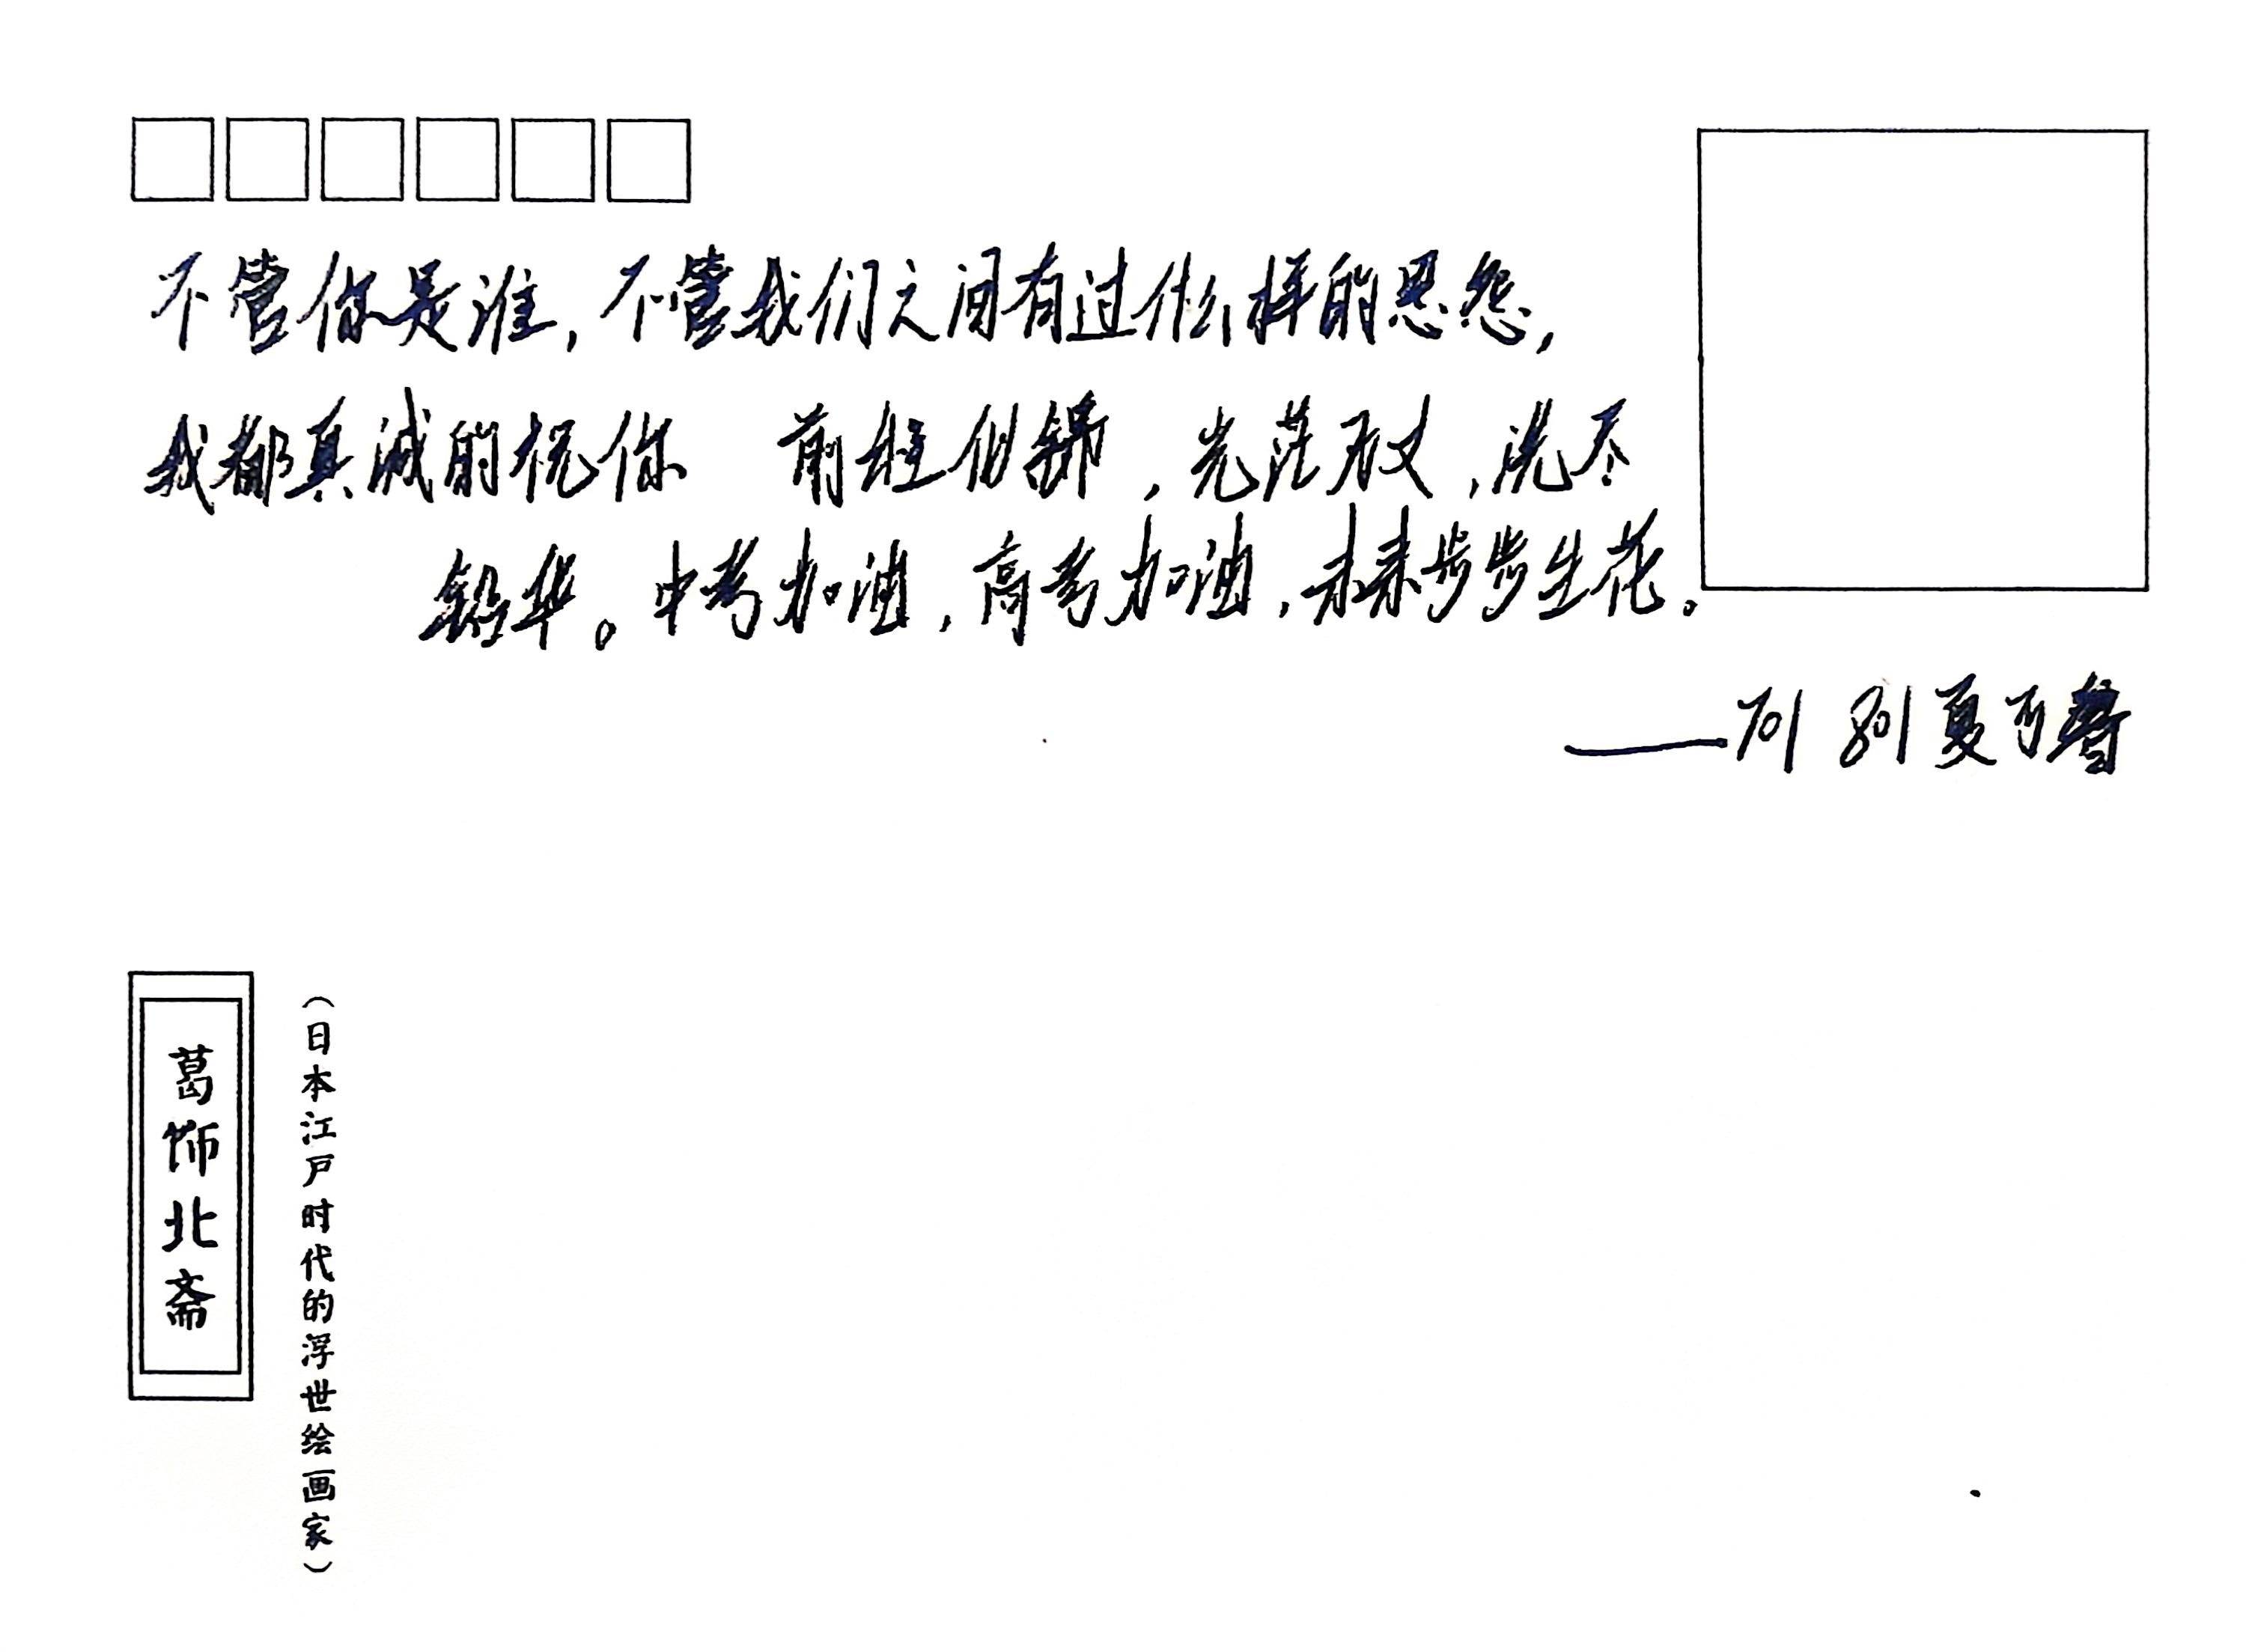 不管你是谁，不管我们之间有过什么样的恩怨，
我都真诚的祝你 前程似锦，光芒万丈，洗尽
铅华。中考加油，高考加油，未来步步生花。
——701 801 夏可馨
葛饰北斋
（日本江户时代的浮世绘画家）